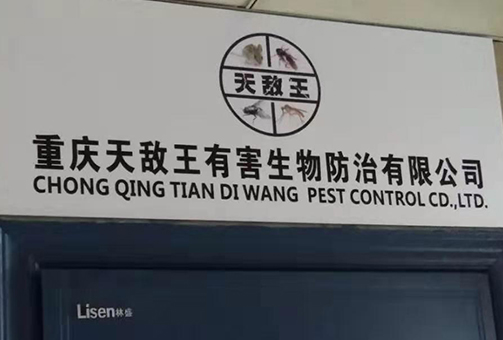 天敌王
重庆天敌王有害生物防治有限公司
CHONG QING TIAN DI WANG PEST CONTROL CD.,LTD.
Lisen林盛